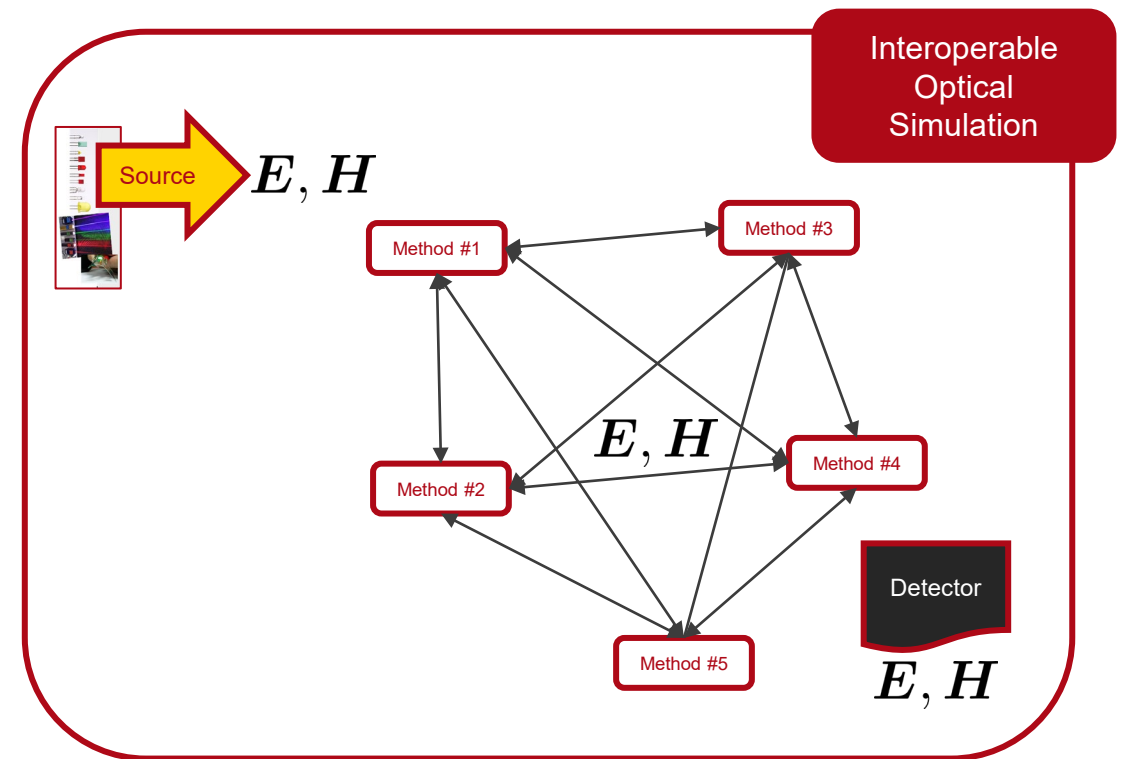 Interoperable
Optical
Simulation
Source
E, H
Method #1
Method #3
E, H
Method #4
Method #2
Detector
Method #5
E, H